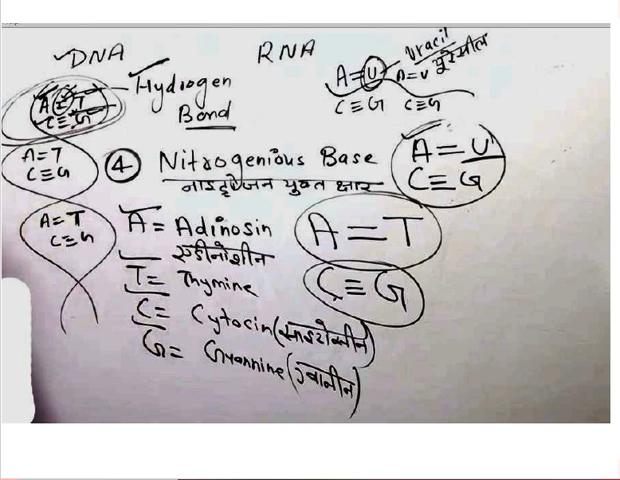 DNA RNA
Uracil
यूरेसील
A=U A=U
C≡G C≡G
Hydrogen
Bond
A=T
C≡G
A=T
C≡G
④ Nitrogenious Base
नाइट्रोजन युक्त क्षार
A=U
C≡G
A=T
C≡G
A = Adinosin
एडीनोशीन
T= Thymine
C= Cytocin(साइटोसीन)
G= Gyannine(ग्वानीन)
A=T
C≡G